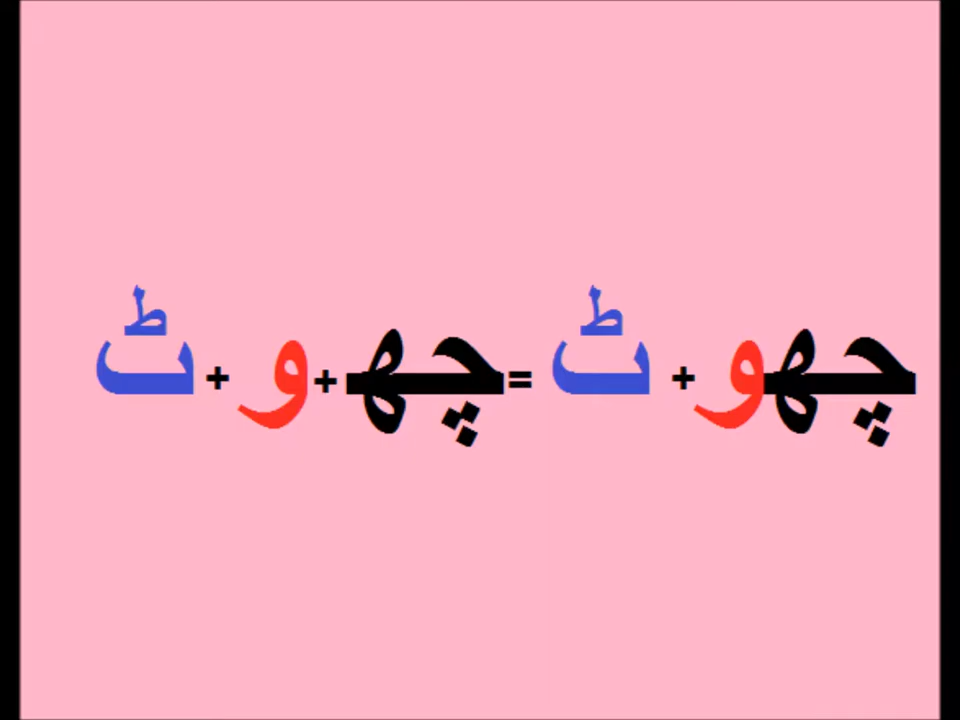 چھو + ٹ = چھ + و + ٹ